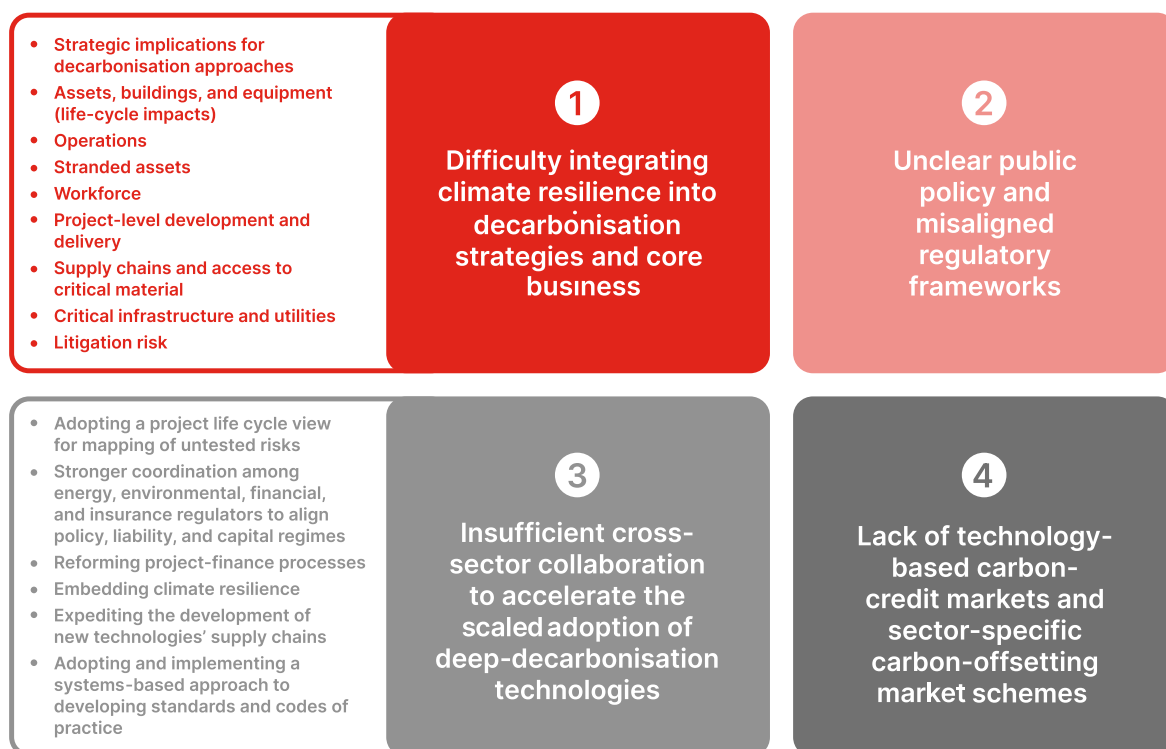 • Strategic implications for
decarbonisation approaches
• Assets, buildings, and equipment
(life-cycle impacts)
• Operations
• Stranded assets
• Workforce
• Project-level development and
delivery
• Supply chains and access to
critical material
• Critical infrastructure and utilities
• Litigation risk
1
Difficulty integrating
climate resilience into
decarbonisation
strategies and core
business
2
Unclear public
policy and
misaligned
regulatory
frameworks
• Adopting a project life cycle view
for mapping of untested risks
• Stronger coordination among
energy, environmental, financial,
and insurance regulators to align
policy, liability, and capital regimes
• Reforming project-finance processes
• Embedding climate resilience
• Expediting the development of
new technologies’ supply chains
• Adopting and implementing a
systems-based approach to
developing standards and codes of
practice
3
Insufficient cross-
sector collaboration
to accelerate the
scaled adoption of
deep-decarbonisation
technologies
4
Lack of technology-
based carbon-
credit markets and
sector-specific
carbon-offsetting
market schemes